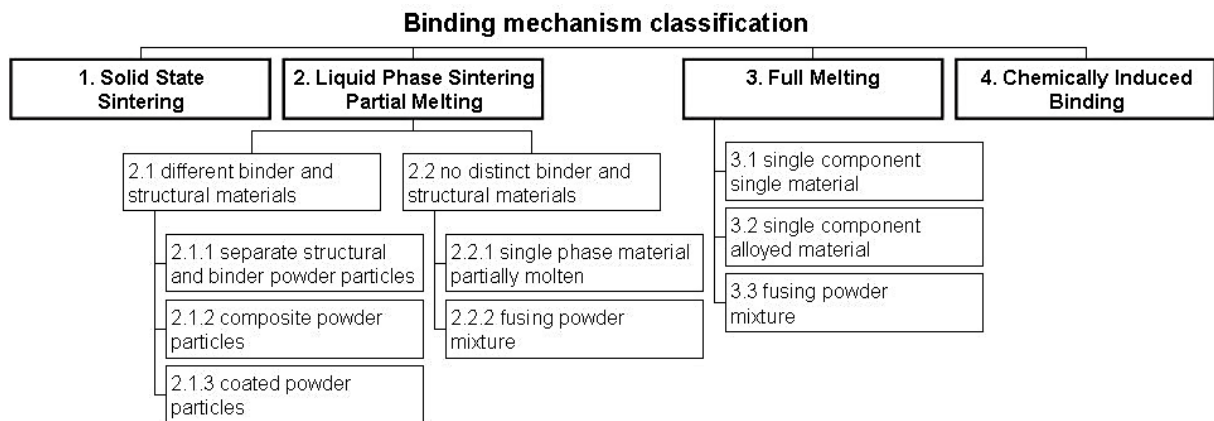 Binding mechanism classification
1. Solid State
Sintering
2. Liquid Phase Sintering
Partial Melting
3. Full Melting
4. Chemically Induced
Binding
2.1 different binder and
structural materials
2.2 no distinct binder and
structural materials
3.1 single component
single material
3.2 single component
alloyed material
3.3 fusing powder
mixture
2.1.1 separate structural
and binder powder particles
2.1.2 composite powder
particles
2.1.3 coated powder
particles
2.2.1 single phase material
partially molten
2.2.2 fusing powder
mixture